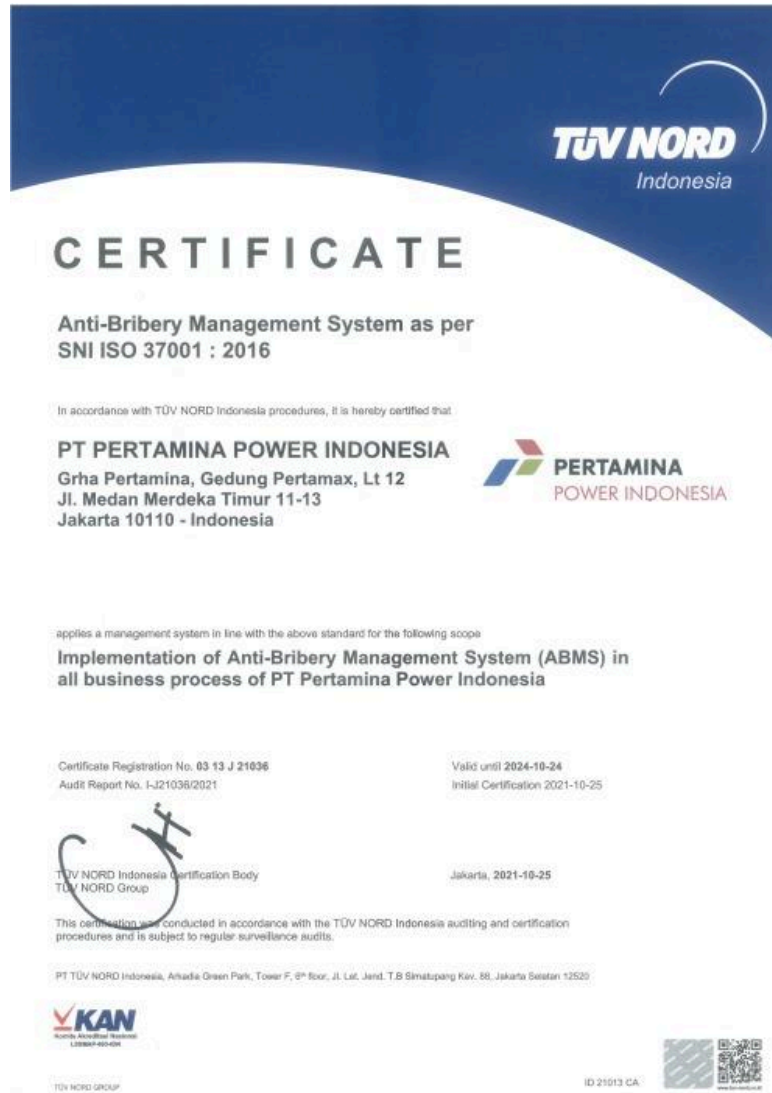 TÜV NORD
Indonesia
CERTIFICATE
Anti-Bribery Management System as per
SNI ISO 37001 : 2016
In accordance with TÜV NORD Indonesia procedures, it is hereby certified that
PT PERTAMINA POWER INDONESIA
Grha Pertamina, Gedung Pertamax, Lt 12
Jl. Medan Merdeka Timur 11-13
Jakarta 10110 - Indonesia
PERTAMINA
POWER INDONESIA
applies a management system in line with the above standard for the following scope
Implementation of Anti-Bribery Management System (ABMS) in
all business process of PT Pertamina Power Indonesia
Certificate Registration No. 03 13 J 21036
Audit Report No. I-J21036/2021
Valid until 2024-10-24
Initial Certification 2021-10-25
TÜV NORD Indonesia Certification Body
TÜV NORD Group
Jakarta, 2021-10-25
This certification was conducted in accordance with the TÜV NORD Indonesia auditing and certification
procedures and is subject to regular surveillance audits.
PT TÜV NORD Indonesia, Arkadia Green Park, Tower F, 6th floor, Jl. Let. Jend. T.B Simatupang Kav. 88, Jakarta Selatan 12520
KAN
Komite Akreditasi Nasional
TÜV NORD GROUP
ID 21013 CA